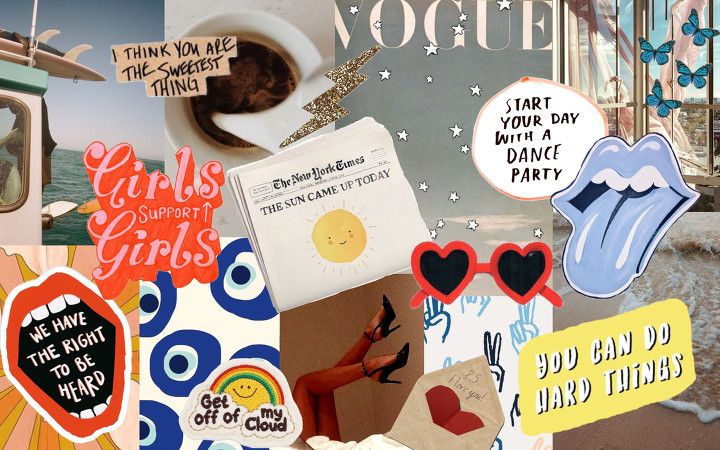 VOGUE
I THINK YOU ARE
THE SWEETEST
THING
START
YOUR DAY
WITH A
DANCE
PARTY
The New York Times
THE SUN CAME UP TODAY
Girls
SUPPORT
Girls
WE HAVE
THE RIGHT
TO BE
HEARD
Get
off of
my
Cloud
P.S.
I love you!
YOU CAN DO
HARD THINGS